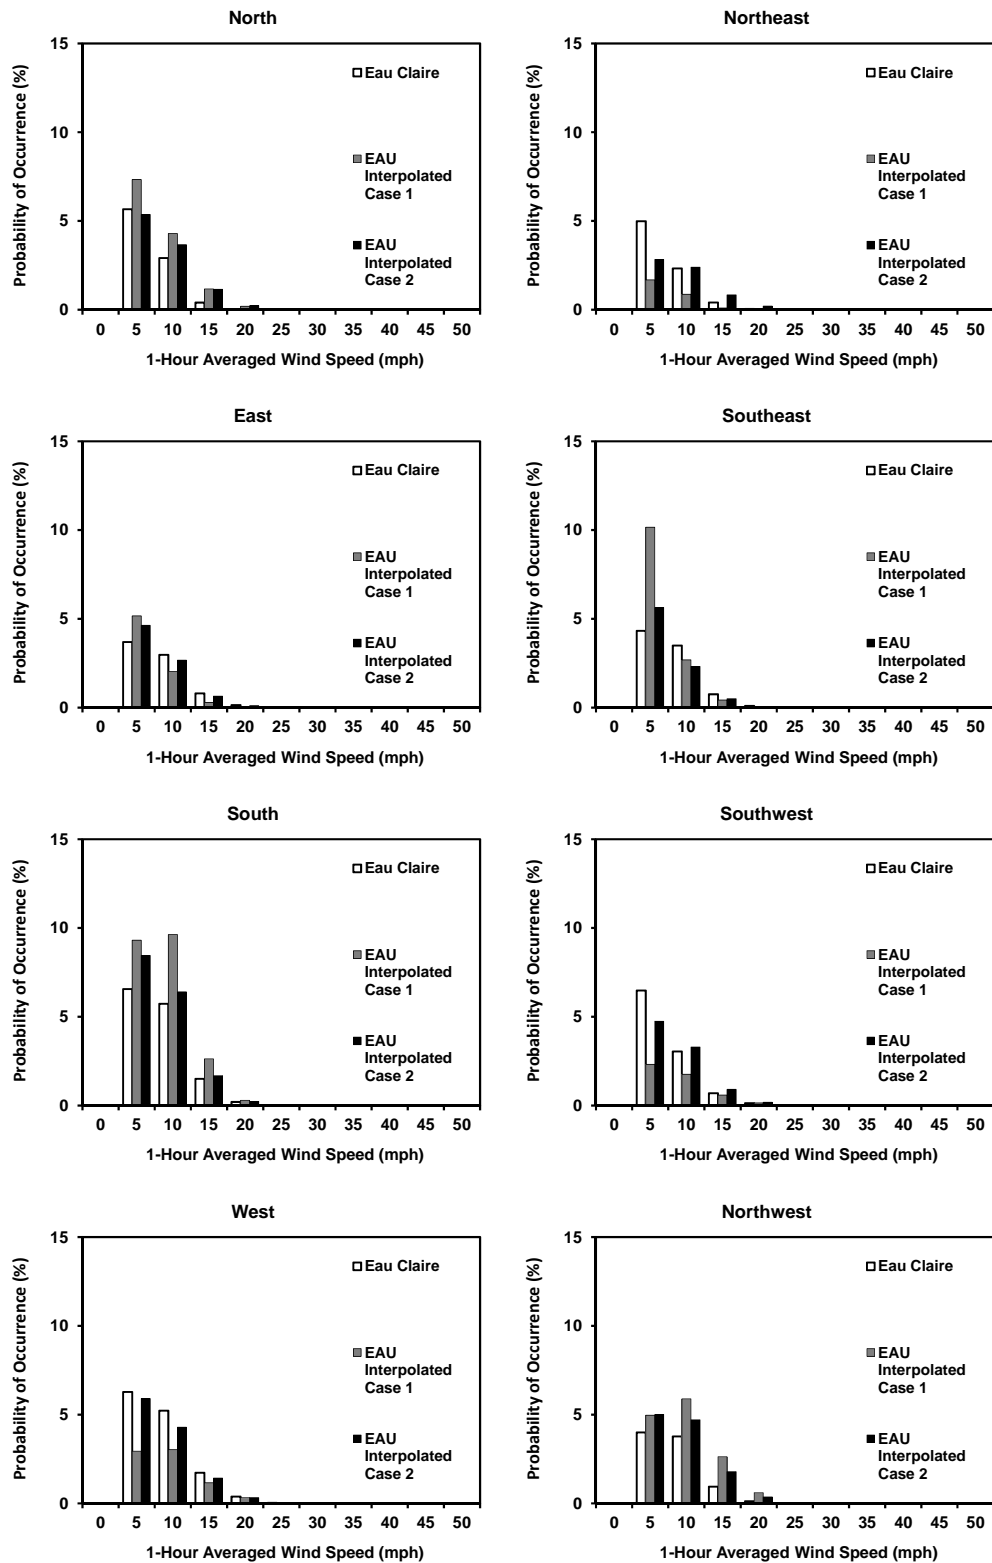 North
Probability of Occurrence (%)
15
10
5
0
Eau Claire
EAU
Interpolated
Case 1
EAU
Interpolated
Case 2
0 5 10 15 20 25 30 35 40 45 50
1-Hour Averaged Wind Speed (mph)
Northeast
Probability of Occurrence (%)
15
10
5
0
Eau Claire
EAU
Interpolated
Case 1
EAU
Interpolated
Case 2
0 5 10 15 20 25 30 30 40 45 50
1-Hour Averaged Wind Speed (mph)
East
Probability of Occurrence (%)
15
10
5
0
Eau Claire
EAU
Interpolated
Case 1
EAU
Interpolated
Case 2
0 5 10 15 20 25 30 35 40 45 50
1-Hour Averaged Wind Speed (mph)
Southeast
Probability of Occurrence (%)
15
10
5
0
Eau Claire
EAU
Interpolated
Case 1
EAU
Interpolated
Case 2
0 5 10 15 20 25 30 35 40 45 50
1-Hour Averaged Wind Speed (mph)
South
Probability of Occurrence (%)
15
10
5
0
Eau Claire
EAU
Interpolated
Case 1
EAU
Interpolated
Case 2
0 5 10 15 20 25 30 35 40 45 50
1-Hour Averaged Wind Speed (mph)
Southwest
Probability of Occurrence (%)
15
10
5
0
Eau Claire
EAU
Interpolated
Case 1
EAU
Interpolated
Case 2
0 5 10 15 20 25 30 35 40 45 50
1-Hour Averaged Wind Speed (mph)
West
Probability of Occurrence (%)
15
10
5
0
Eau Claire
EAU
Interpolated
Case 1
EAU
Interpolated
Case 2
0 5 10 15 20 25 30 35 40 45 50
1-Hour Averaged Wind Speed (mph)
Northwest
Probability of Occurrence (%)
15
10
5
0
Eau Claire
EAU
Interpolated
Case 1
EAU
Interpolated
Case 2
0 5 10 15 20 25 30 35 40 45 50
1-Hour Averaged Wind Speed (mph)